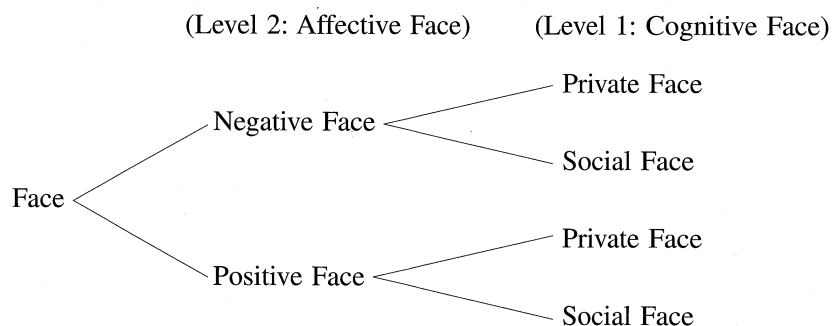 (Level 2: Affective Face) (Level 1: Cognitive Face)
Private Face
Negative Face
Social Face
Face
Private Face
Positive Face
Social Face